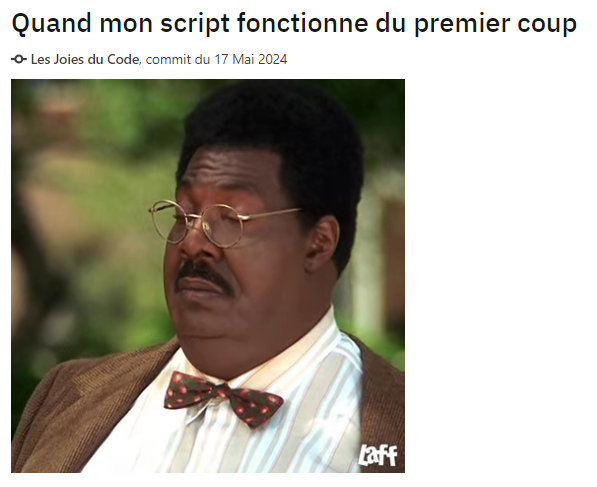 Quand mon script fonctionne du premier coup
Les Joies du Code, commit du 17 Mai 2024
Laff